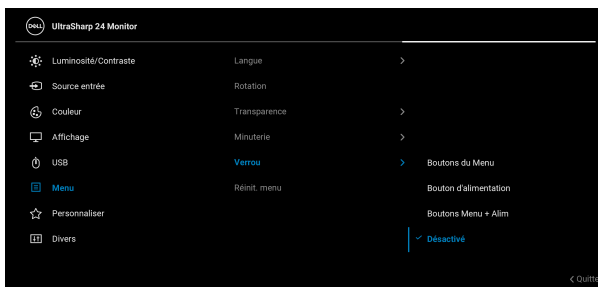 DELL UltraSharp 24 Monitor
Luminosité/Contraste
Source entrée
Couleur
Affichage
USB
Menu
Personnaliser
Divers
Langue
Rotation
Transparence
Minuterie
Verrou
Réinit. menu
Boutons du Menu
Bouton d'alimentation
Boutons Menu + Alim
Désactivé
Quitte